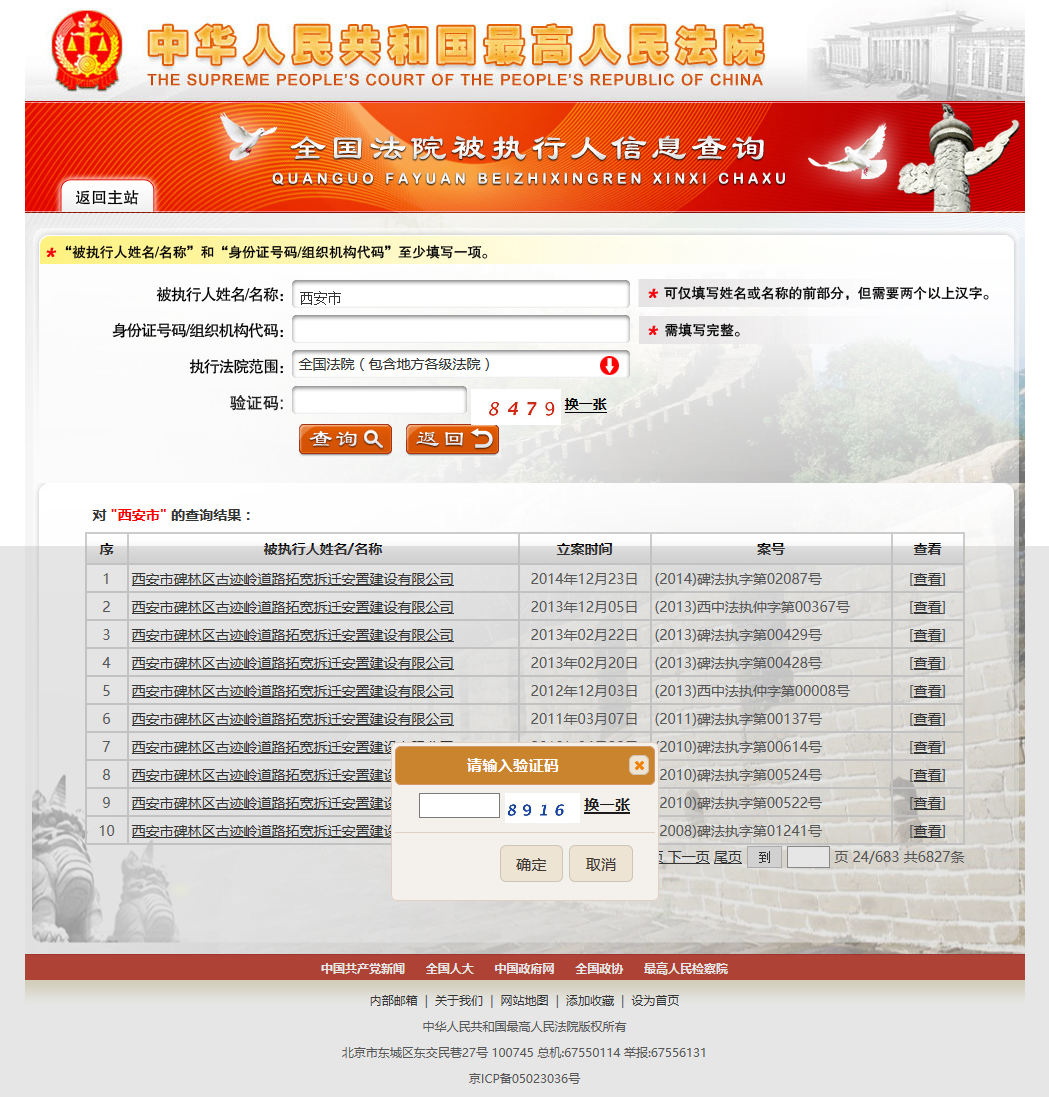 中华人民共和国最高人民法院
THE SUPREME PEOPLE'S COURT OF THE PEOPLE'S REPUBLIC OF CHINA
全国法院被执行人信息查询
QUANGUO FAYUAN BEIZHIXINGREN XINXI CHAXU
返回主站
* “被执行人姓名/名称”和“身份证号码/组织机构代码”至少填写一项。
被执行人姓名/名称: 西安市 * 可仅填写姓名或名称的前部分，但需要两个以上汉字。
身份证号码/组织机构代码: * 需填写完整。
执行法院范围: 全国法院（包含地方各级法院）
验证码: 8479 换一张
查询 返回
对 "西安市" 的查询结果：
序 被执行人姓名/名称 立案时间 案号 查看
1 西安市碑林区古迹岭道路拓宽拆迁安置建设有限公司 2014年12月23日 (2014)碑法执字第02087号 [查看]
2 西安市碑林区古迹岭道路拓宽拆迁安置建设有限公司 2013年12月05日 (2013)西中法执仲字第00367号 [查看]
3 西安市碑林区古迹岭道路拓宽拆迁安置建设有限公司 2013年02月22日 (2013)碑法执字第00429号 [查看]
4 西安市碑林区古迹岭道路拓宽拆迁安置建设有限公司 2013年02月20日 (2013)碑法执字第00428号 [查看]
5 西安市碑林区古迹岭道路拓宽拆迁安置建设有限公司 2012年12月03日 (2013)西中法执仲字第00008号 [查看]
6 西安市碑林区古迹岭道路拓宽拆迁安置建设有限公司 2011年03月07日 (2011)碑法执字第00137号 [查看]
7 西安市碑林区古迹岭道路拓宽拆迁安置 2010)碑法执字第00614号 [查看]
8 西安市碑林区古迹岭道路拓宽拆迁安置 2010)碑法执字第00524号 [查看]
9 西安市碑林区古迹岭道路拓宽拆迁安置 2010)碑法执字第00522号 [查看]
10 西安市碑林区古迹岭道路拓宽拆迁安置 2008)碑法执字第01241号 [查看]
下一页 尾页 到 页 24/683 共6827条
请输入验证码
8916 换一张
确定 取消
中国共产党新闻 全国人大 中国政府网 全国政协 最高人民检察院
内部邮箱 | 关于我们 | 网站地图 | 添加收藏 | 设为首页
中华人民共和国最高人民法院版权所有
北京市东城区东交民巷27号 100745 总机:67550114 举报:67556131
京ICP备05023036号